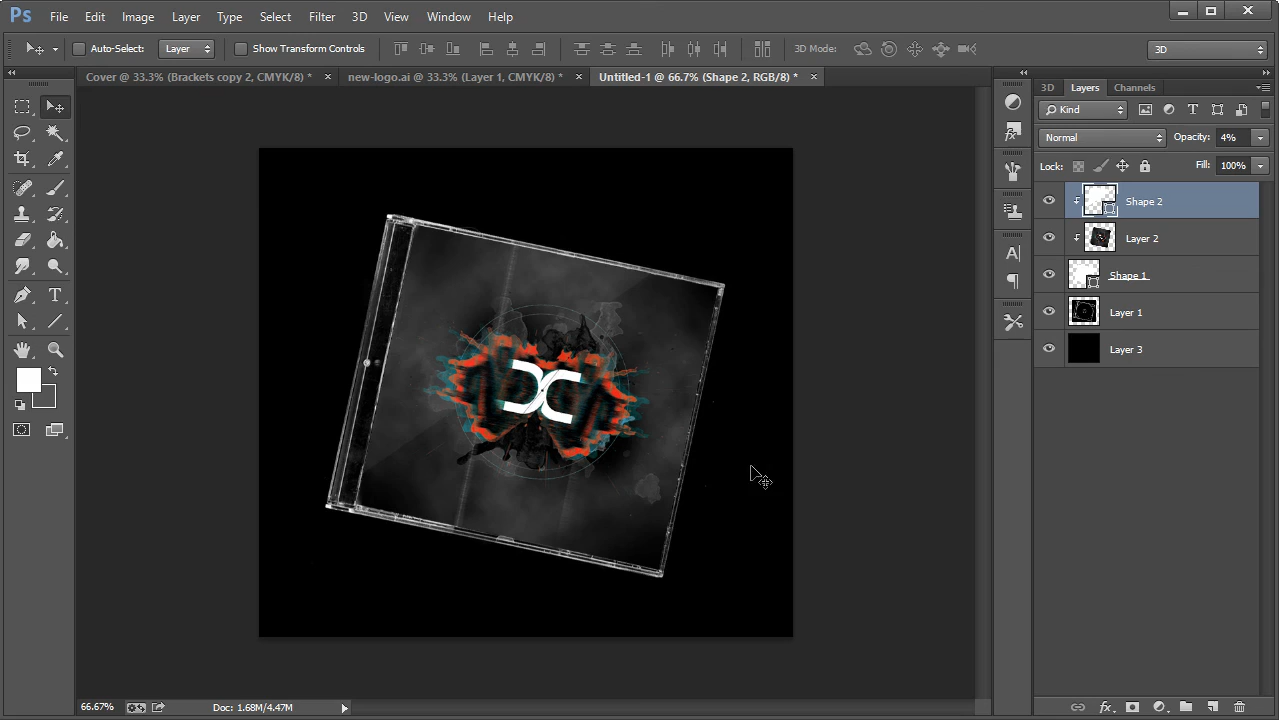 Ps File Edit Image Layer Type Select Filter 3D View Window Help
Auto-Select: Layer Show Transform Controls 3D Mode: 3D
Cover @ 33.3% (Brackets copy 2, CMYK/8) * × new-logo.ai @ 33.3% (Layer 1, CMYK/8) * × Untitled-1 @ 66.7% (Shape 2, RGB/8) * ×
3D Layers Channels
Kind
Normal Opacity: 4%
Lock: Fill: 100%
Shape 2
Layer 2
Shape 1
Layer 1
Layer 3
66.67% Doc: 1.68M/4.47M